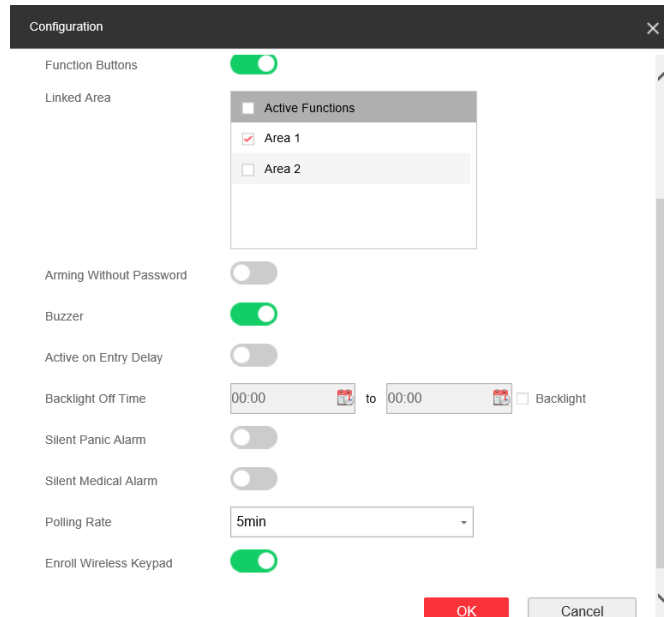 Configuration
Function Buttons
Linked Area
Active Functions
Area 1
Area 2
Arming Without Password
Buzzer
Active on Entry Delay
Backlight Off Time 00:00 to 00:00 Backlight
Silent Panic Alarm
Silent Medical Alarm
Polling Rate 5min
Enroll Wireless Keypad
OK Cancel